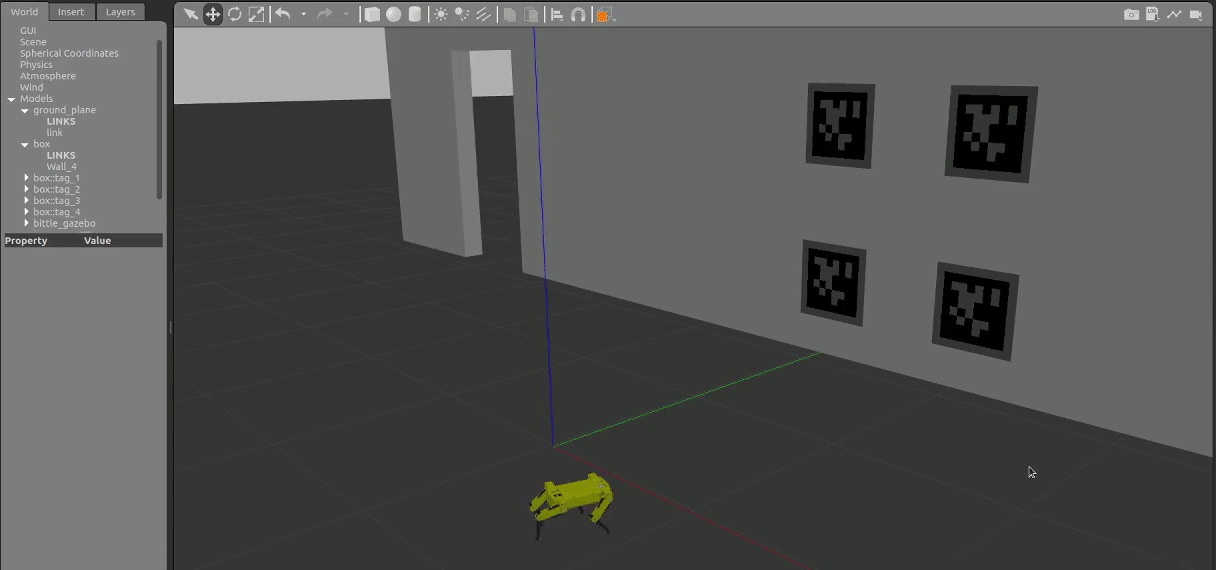 World Insert Layers
GUI
Scene
Spherical Coordinates
Physics
Atmosphere
Wind
Models
ground_plane
LINKS
link
box
LINKS
Wall_4
box::tag_1
box::tag_2
box::tag_3
box::tag_4
bittle_gazebo
Property Value
LOG